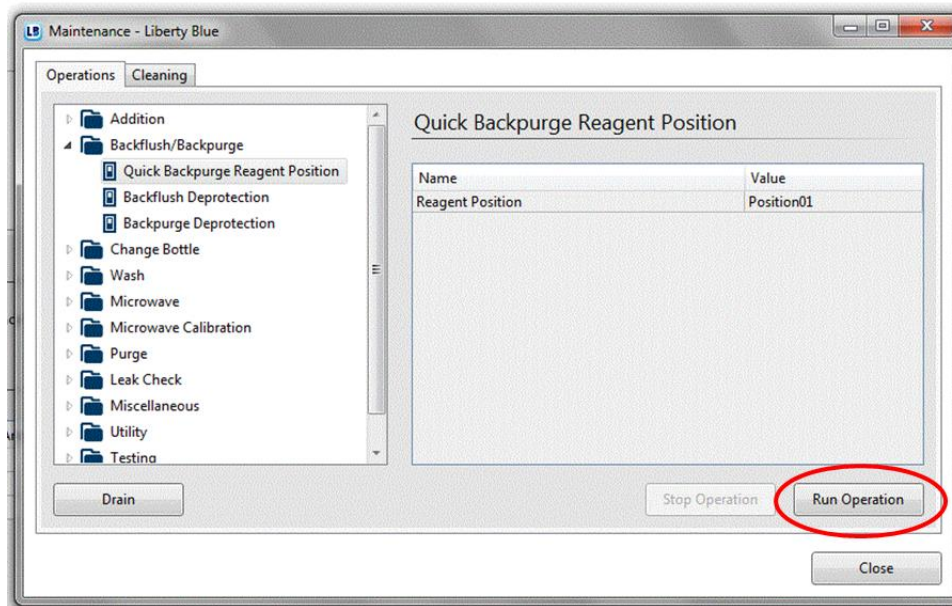 LB Maintenance - Liberty Blue
Operations Cleaning
Addition
Backflush/Backpurge
Quick Backpurge Reagent Position
Backflush Deprotection
Backpurge Deprotection
Change Bottle
Wash
Microwave
Microwave Calibration
Purge
Leak Check
Miscellaneous
Utility
Testing
Quick Backpurge Reagent Position
Name Value
Reagent Position Position01
Drain
Stop Operation
Run Operation
Close